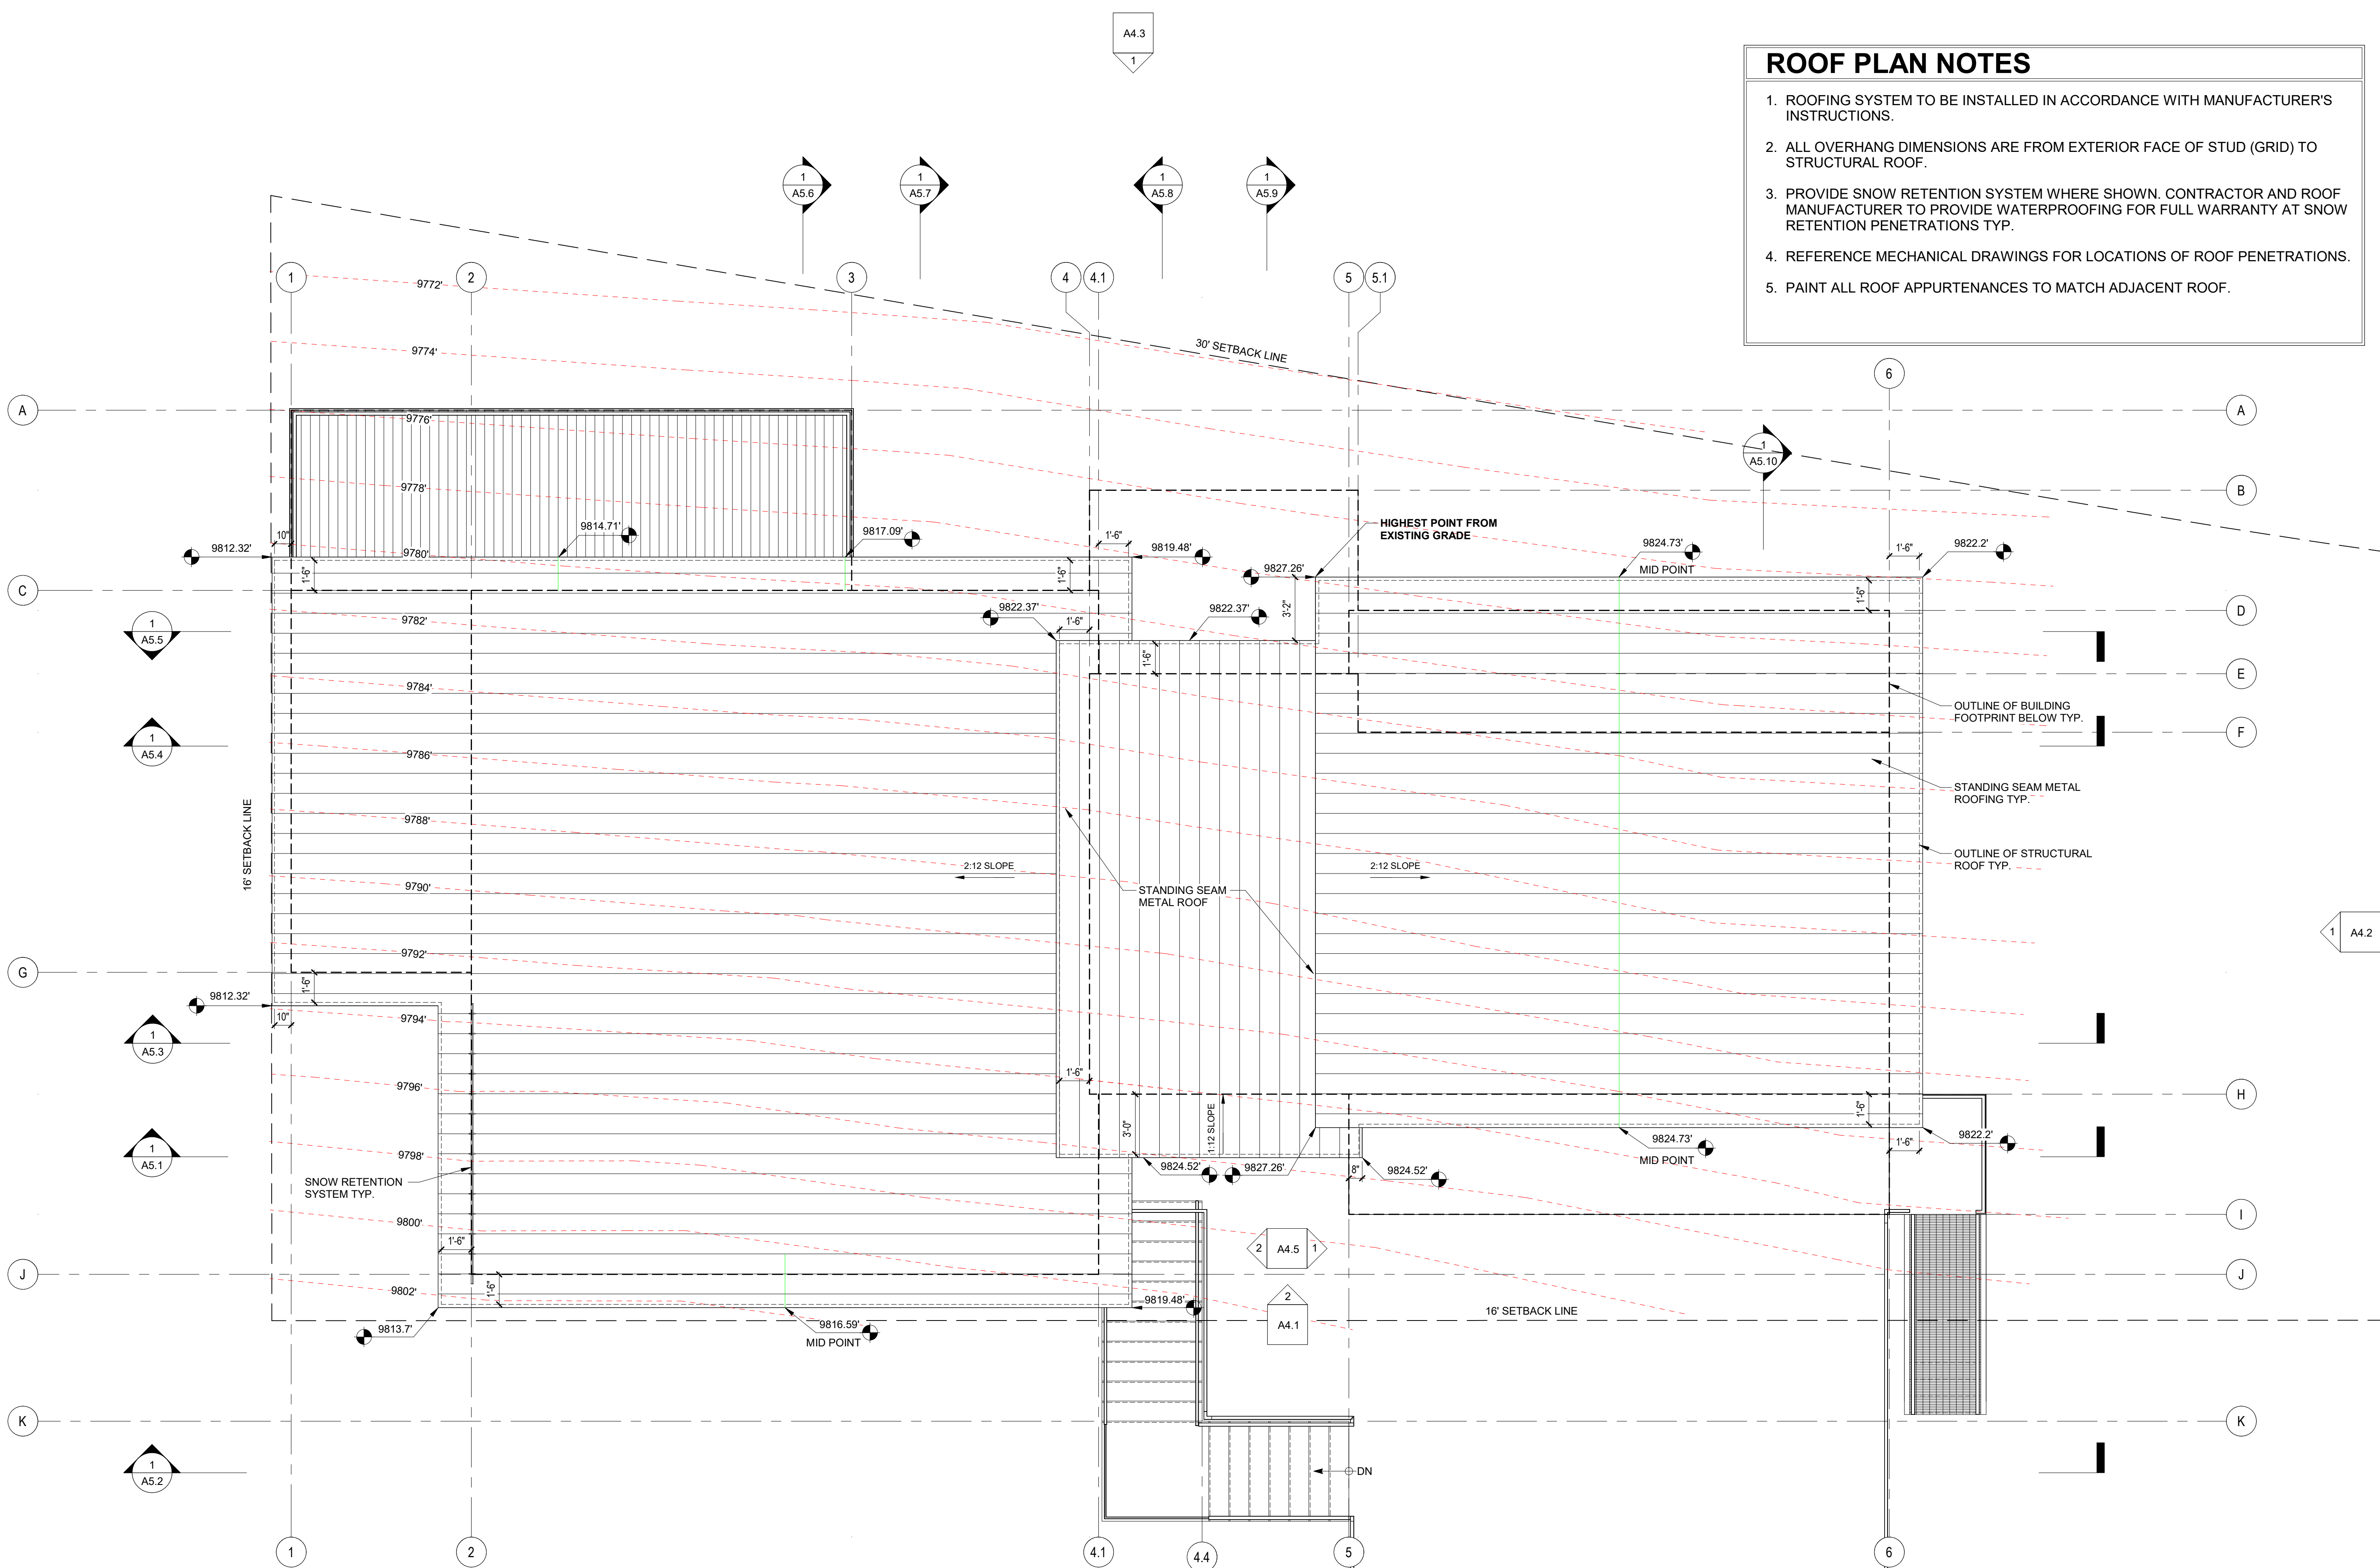 A4.3
1
ROOF PLAN NOTES
1. ROOFING SYSTEM TO BE INSTALLED IN ACCORDANCE WITH MANUFACTURER'S
INSTRUCTIONS.
2. ALL OVERHANG DIMENSIONS ARE FROM EXTERIOR FACE OF STUD (GRID) TO
STRUCTURAL ROOF.
3. PROVIDE SNOW RETENTION SYSTEM WHERE SHOWN. CONTRACTOR AND ROOF
MANUFACTURER TO PROVIDE WATERPROOFING FOR FULL WARRANTY AT SNOW
RETENTION PENETRATIONS TYP.
4. REFERENCE MECHANICAL DRAWINGS FOR LOCATIONS OF ROOF PENETRATIONS.
5. PAINT ALL ROOF APPURTENANCES TO MATCH ADJACENT ROOF.
1
A5.6
1
A5.7
1
A5.8
1
A5.9
1
2
3
4
4.1
5
5.1
9772'
9774'
30' SETBACK LINE
6
A
A
9776'
1
A5.10
9778'
B
9814.71'
9817.09'
HIGHEST POINT FROM
EXISTING GRADE
10"
9812.32'
9780'
1'-6"
9819.48'
9824.73'
MID POINT
9822.2'
1'-6"
9827.26'
C
1'-6"
1'-6"
1'-6"
3'-2"
9822.37'
9822.37'
D
1
A5.5
9782'
1'-6"
1'-6"
E
9784'
OUTLINE OF BUILDING
FOOTPRINT BELOW TYP.
1
A5.4
9786'
F
STANDING SEAM METAL
ROOFING TYP.
16' SETBACK LINE
9788'
2:12 SLOPE
2:12 SLOPE
OUTLINE OF STRUCTURAL
ROOF TYP.
9790'
STANDING SEAM
METAL ROOF
1
A4.2
9792'
G
1'-6"
9812.32'
10"
9794'
1
A5.3
9796'
1'-6"
H
3'-0"
1:12 SLOPE
1'-6"
1
A5.1
9798'
9824.52'
9827.26'
8"
9824.52'
9824.73'
MID POINT
1'-6"
9822.2'
SNOW RETENTION
SYSTEM TYP.
9800'
I
1'-6"
2
A4.5
1
J
J
9802'
1'-6"
9819.48'
2
A4.1
16' SETBACK LINE
9813.7'
9816.59'
MID POINT
K
K
1
A5.2
DN
1
2
4.1
4.4
5
6